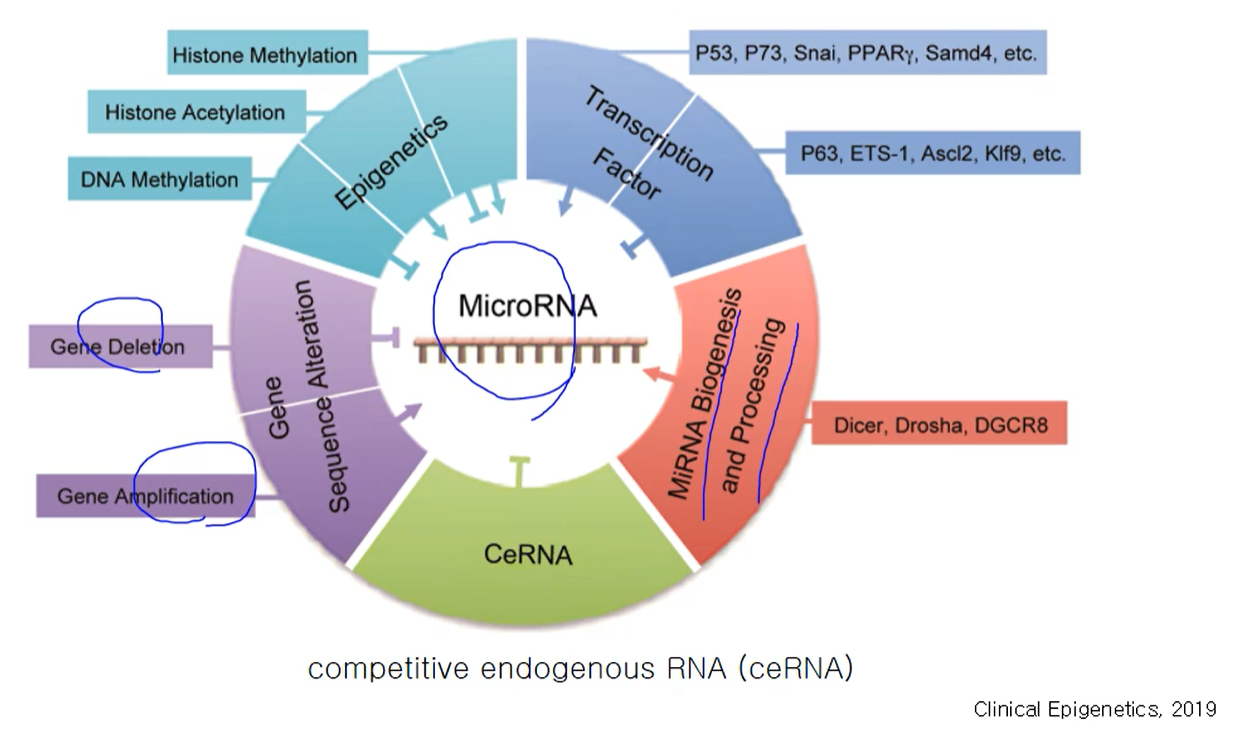 Histone Methylation
Histone Acetylation
DNA Methylation
Epigenetics
P53, P73, Snai, PPARγ, Samd4, etc.
P63, ETS-1, Ascl2, Klf9, etc.
Transcription
Factor
MicroRNA
Gene Deletion
Gene Amplification
Gene
Sequence Alteration
MiRNA Biogenesis
and Processing
Dicer, Drosha, DGCR8
CeRNA
competitive endogenous RNA (ceRNA)
Clinical Epigenetics, 2019